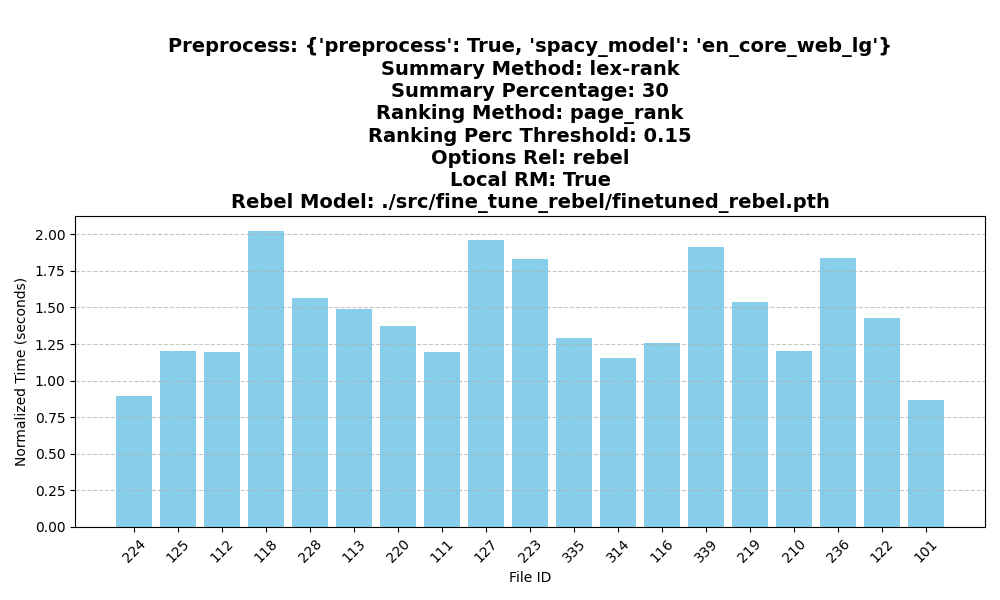 Preprocess: {'preprocess': True, 'spacy_model': 'en_core_web_lg'}
Summary Method: lex-rank
Summary Percentage: 30
Ranking Method: page_rank
Ranking Perc Threshold: 0.15
Options Rel: rebel
Local RM: True
Rebel Model: ./src/fine_tune_rebel/finetuned_rebel.pth
Normalized Time (seconds)
2.00
1.75
1.50
1.25
1.00
0.75
0.50
0.25
0.00
224 125 112 118 228 113 220 111 127 223 335 314 116 339 219 210 236 122 101
File ID